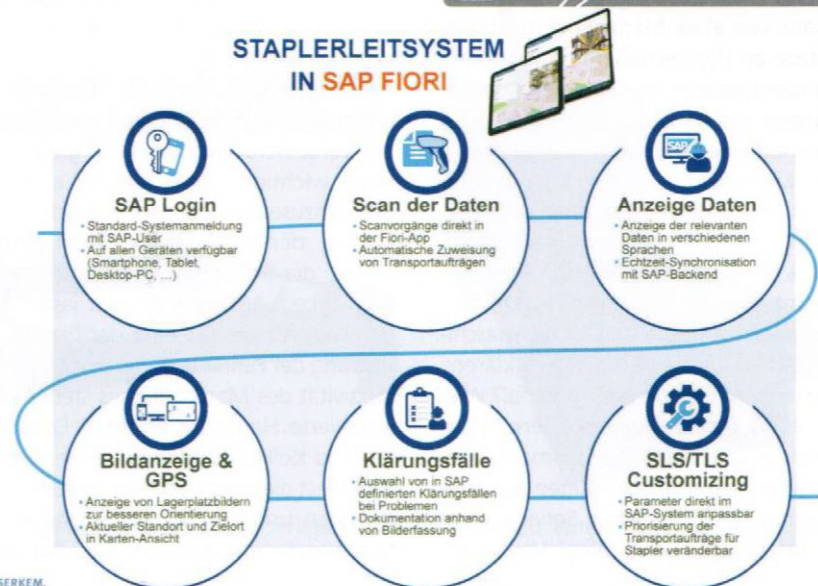 STAPLERLEITSYSTEM
IN SAP FIORI
SAP Login
• Standard-Systemanmeldung
mit SAP-User
• Auf allen Geräten verfügbar
(Smartphone, Tablet,
Desktop-PC, ....)
Scan der Daten
• Scanvorgänge direkt in
der Fiori-App
• Automatische Zuweisung
von Transportaufträgen
SAP
Anzeige Daten
• Anzeige der relevanten
Daten in verschiedenen
Sprachen
• Echtzeit-Synchronisation
mit SAP-Backend
Bildanzeige &
GPS
• Anzeige von Lagerplatzbildern
zur besseren Orientierung
• Aktueller Standort und Zielort
in Karten-Ansicht
Klärungsfälle
• Auswahl von in SAP
definierten Klärungsfällen
bei Problemen
• Dokumentation anhand
von Bilderfassung
SLS/TLS
Customizing
• Parameter direkt im
SAP-System anpassbar
• Priorisierung der
Transportaufträge für
Stapler veränderbar
SERKEM.